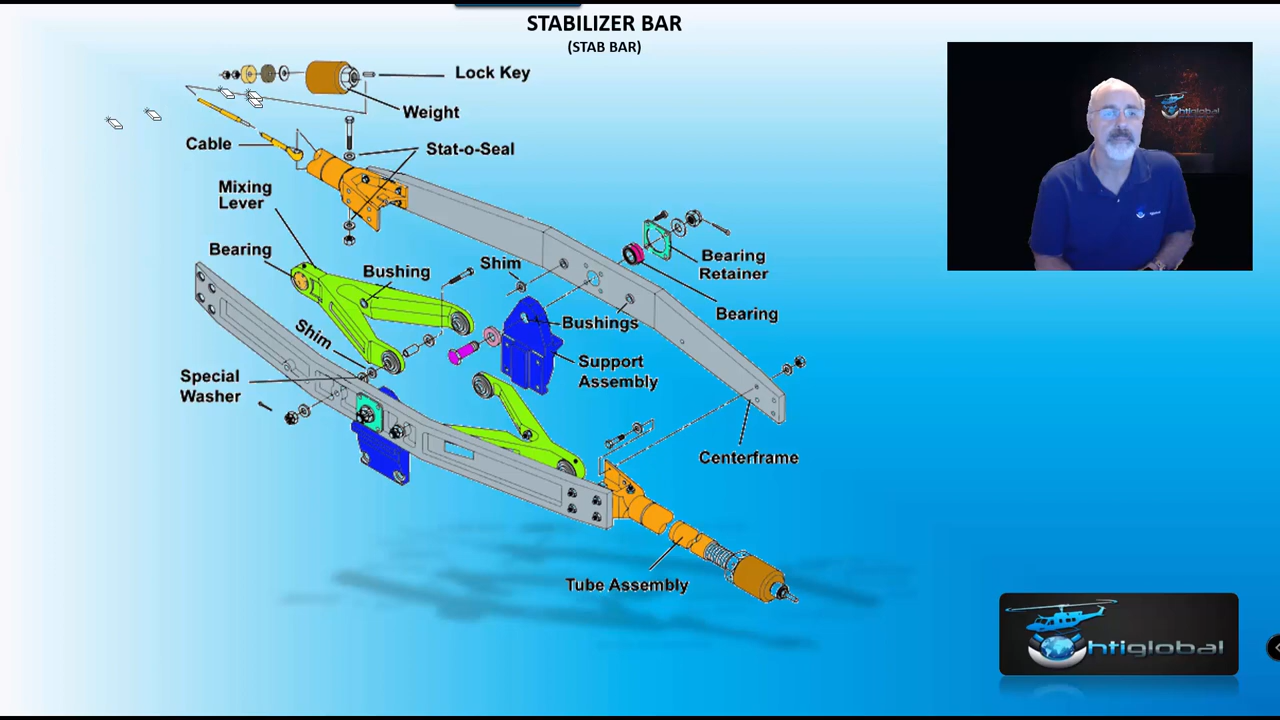 STABILIZER BAR
(STAB BAR)
Lock Key
Weight
Cable
Stat-o-Seal
Mixing
Lever
Bearing
Bushing
Shim
Bearing
Retainer
Bearing
Bushings
Shim
Support
Assembly
Special
Washer
Centerframe
Tube Assembly
htiglobal
htiglobal